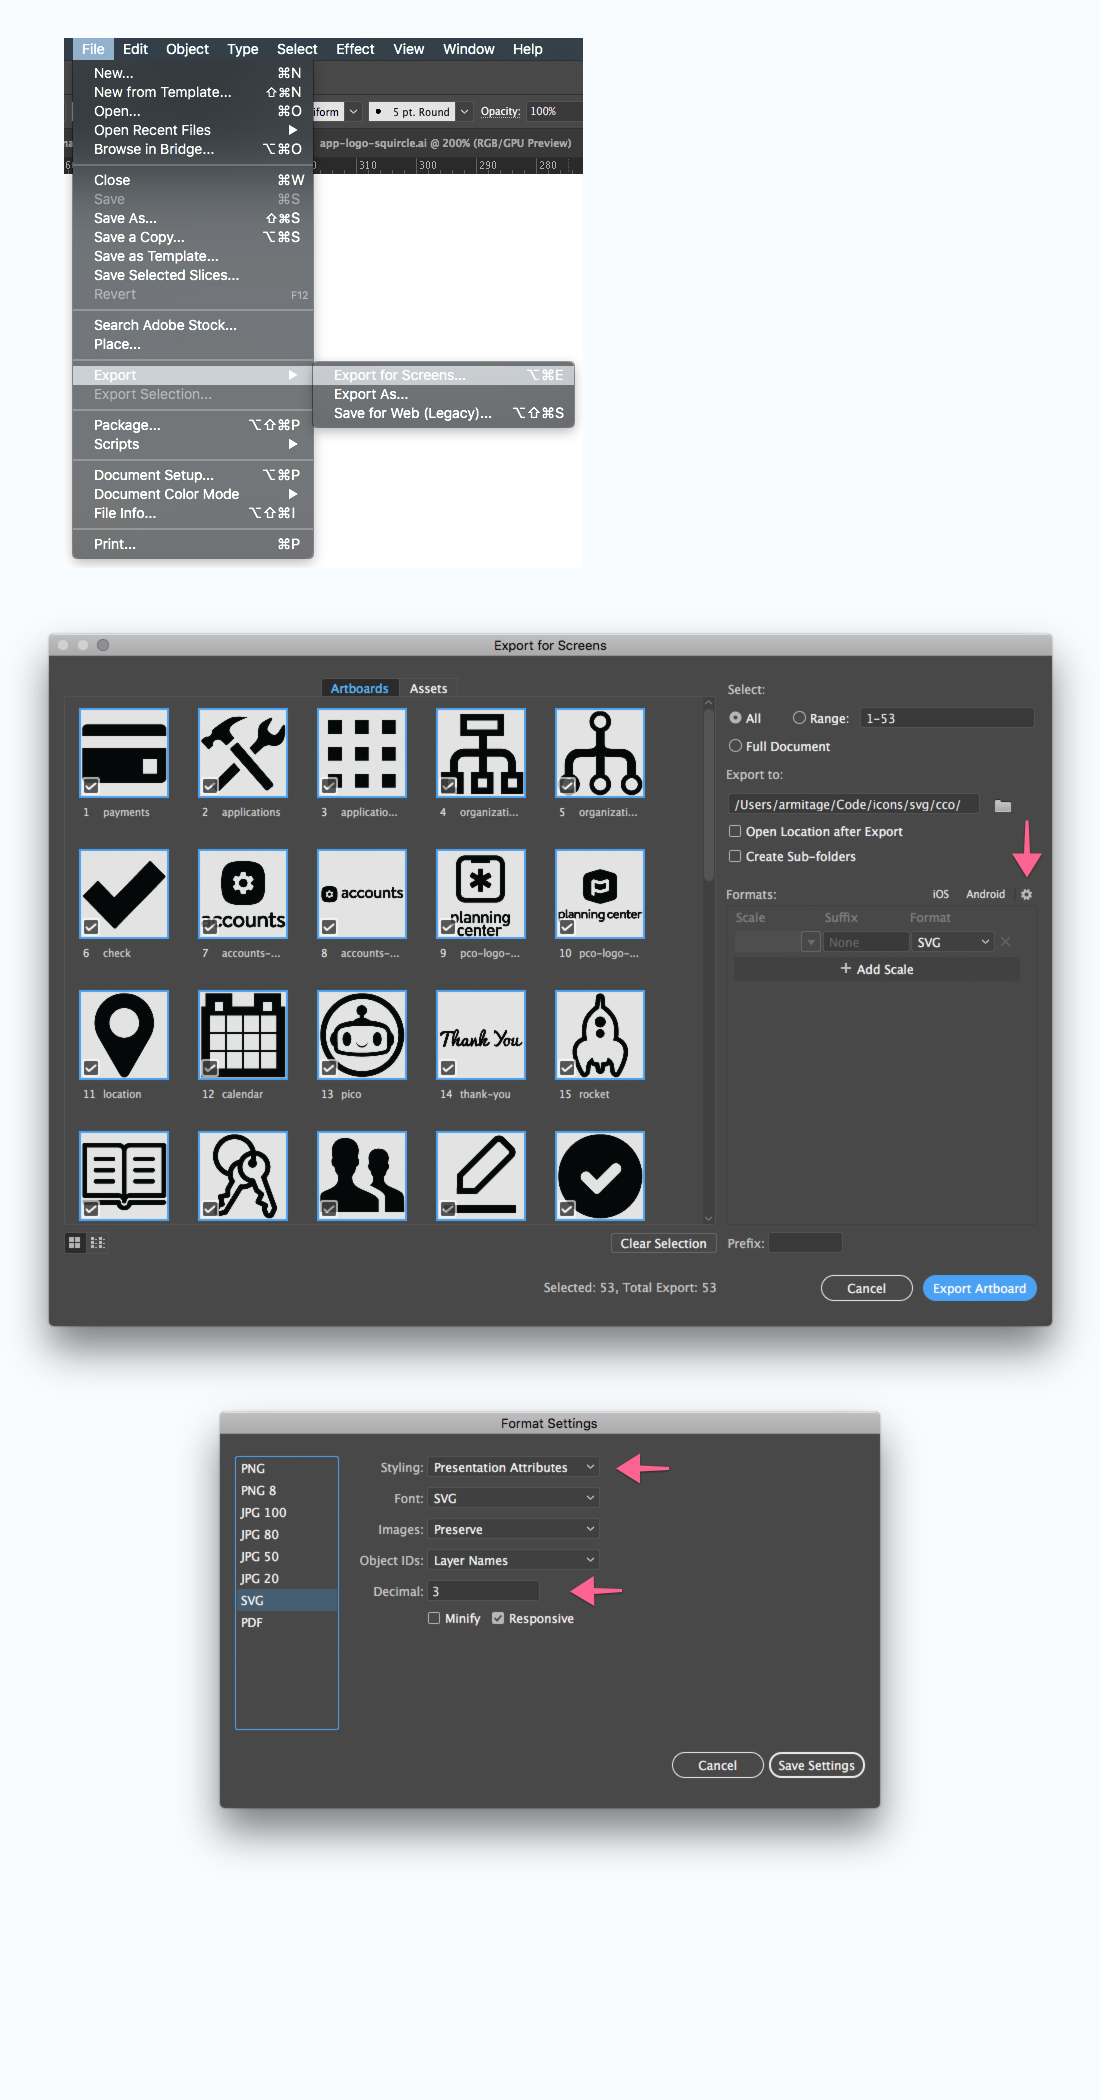 File Edit Object Type Select Effect View Window Help
New... ⌘N
New from Template... ⇧⌘N
Open... ⌘O
Open Recent Files ▶
Browse in Bridge... ⌥⌘O
iform 5 pt. Round Opacity: 100%
app-logo-squircle.ai @ 200% (RGB/GPU Preview)
310 300 290 280
Close ⌘W
Save ⌘S
Save As... ⇧⌘S
Save a Copy... ⌥⌘S
Save as Template...
Save Selected Slices...
Revert F12
Search Adobe Stock...
Place...
Export ▶
Export Selection...
Export for Screens... ⌥⌘E
Export As...
Save for Web (Legacy)... ⌥⇧⌘S
Package... ⌥⇧⌘P
Scripts ▶
Document Setup... ⌥⌘P
Document Color Mode ▶
File Info... ⌥⇧⌘I
Print... ⌘P
Export for Screens
Artboards Assets
1 payments
2 applications
3 applicatio...
4 organizati...
5 organizati...
accounts
accounts
planning
center
planning center
6 check
7 accounts-...
8 accounts-...
9 pco-logo-...
10 pco-logo-...
Thank You
11 location
12 calendar
13 pico
14 thank-you
15 rocket
Clear Selection
Selected: 53, Total Export: 53
Select:
All Range: 1-53
Full Document
Export to:
/Users/armitage/Code/icons/svg/cco/
Open Location after Export
Create Sub-folders
Formats: iOS Android
Scale Suffix Format
None SVG
+ Add Scale
Prefix:
Cancel Export Artboard
Format Settings
PNG
PNG 8
JPG 100
JPG 80
JPG 50
JPG 20
SVG
PDF
Styling: Presentation Attributes
Font: SVG
Images: Preserve
Object IDs: Layer Names
Decimal: 3
Minify Responsive
Cancel Save Settings